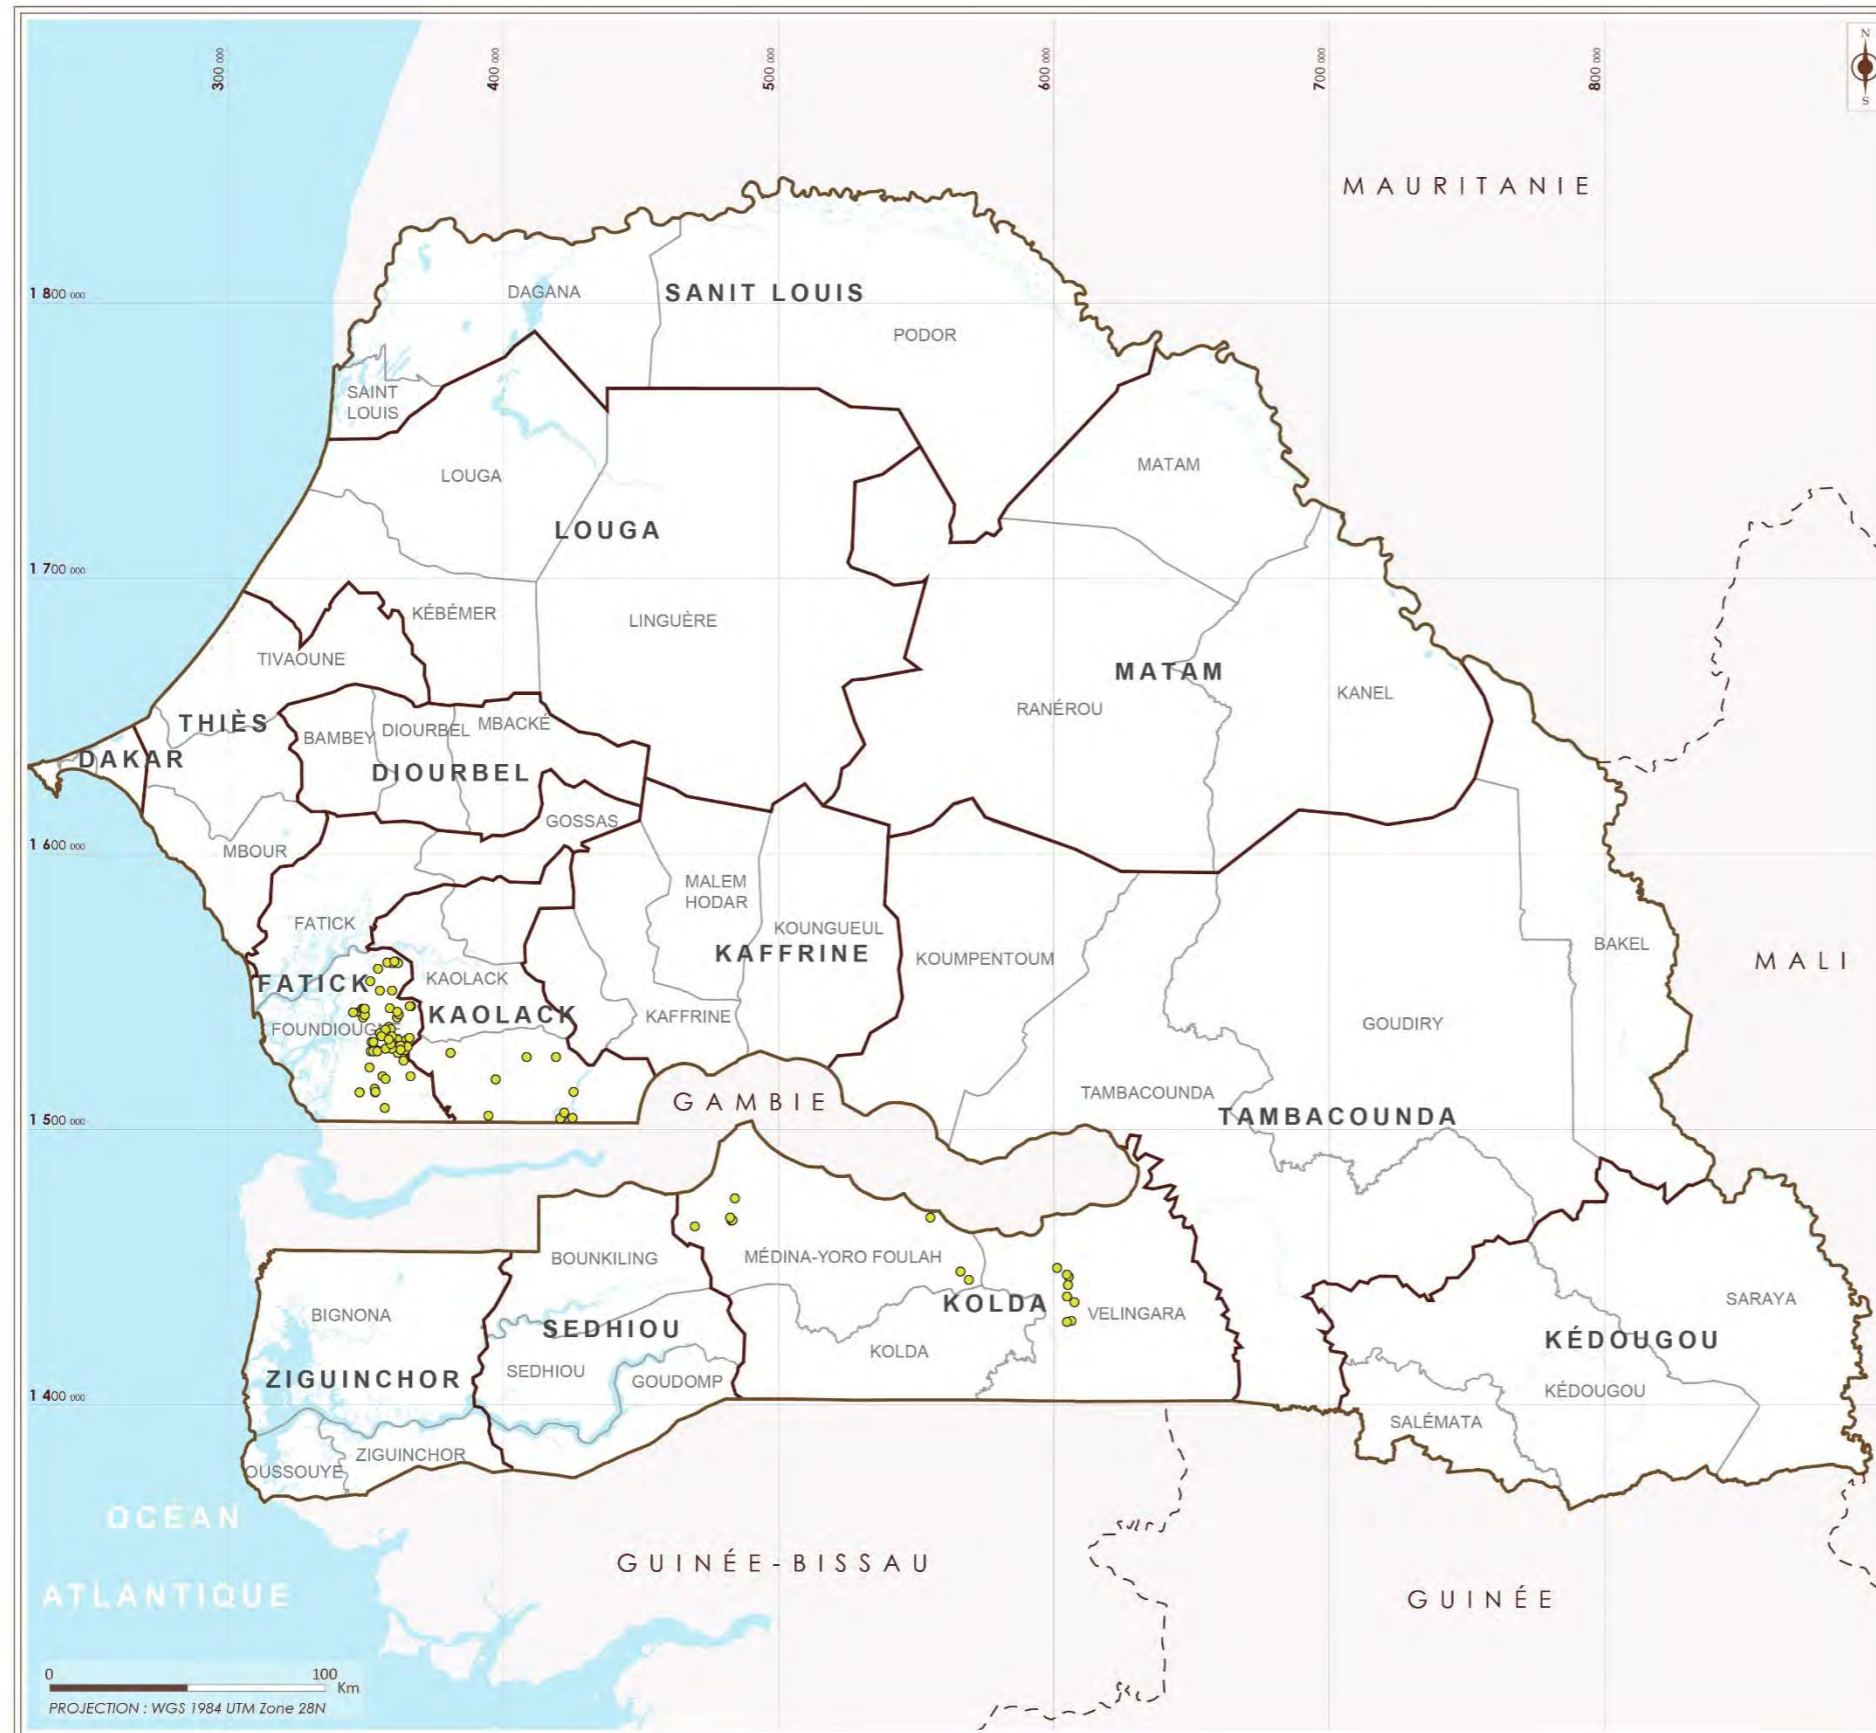 300 000
400 000
500 000
600 000
700 000
800 000
N
S
MAURITANIE
1 800 000
DAGANA
SANIT LOUIS
PODOR
SAINT
LOUIS
MATAM
LOUGA
LOUGA
1 700 000
KÉBÉMER
LINGUÈRE
TIVAOUNE
MATAM
KANEL
RANÉROU
THIÈS
BAMBEY
DIOURBEL
MBACKÉ
DAKAR
DIOURBEL
GOSSAS
1 600 000
MBOUR
MALEM
HODAR
FATICK
KOUNGUEUL
KAFFRINE
KOUMPENTOUM
BAKEL
MALI
FATICK
KAOLACK
KAOLACK
KAFFRINE
FOUNDIOUGNE
GOUDIRY
TAMBACOUNDA
GAMBIE
TAMBACOUNDA
1 500 000
BOUNKILING
MÉDINA-YORO FOULAH
BIGNONA
KOLDA
VELINGARA
SARAYA
SEDHIOU
KÉDOUGOU
KOLDA
SEDHIOU
GOUDOMP
ZIGUINCHOR
KÉDOUGOU
1 400 000
SALÉMATA
ZIGUINCHOR
OUSSOUYE
OCÉAN
ATLANTIQUE
GUINÉE-BISSAU
GUINÉE
0 100
Km
PROJECTION : WGS 1984 UTM Zone 28N